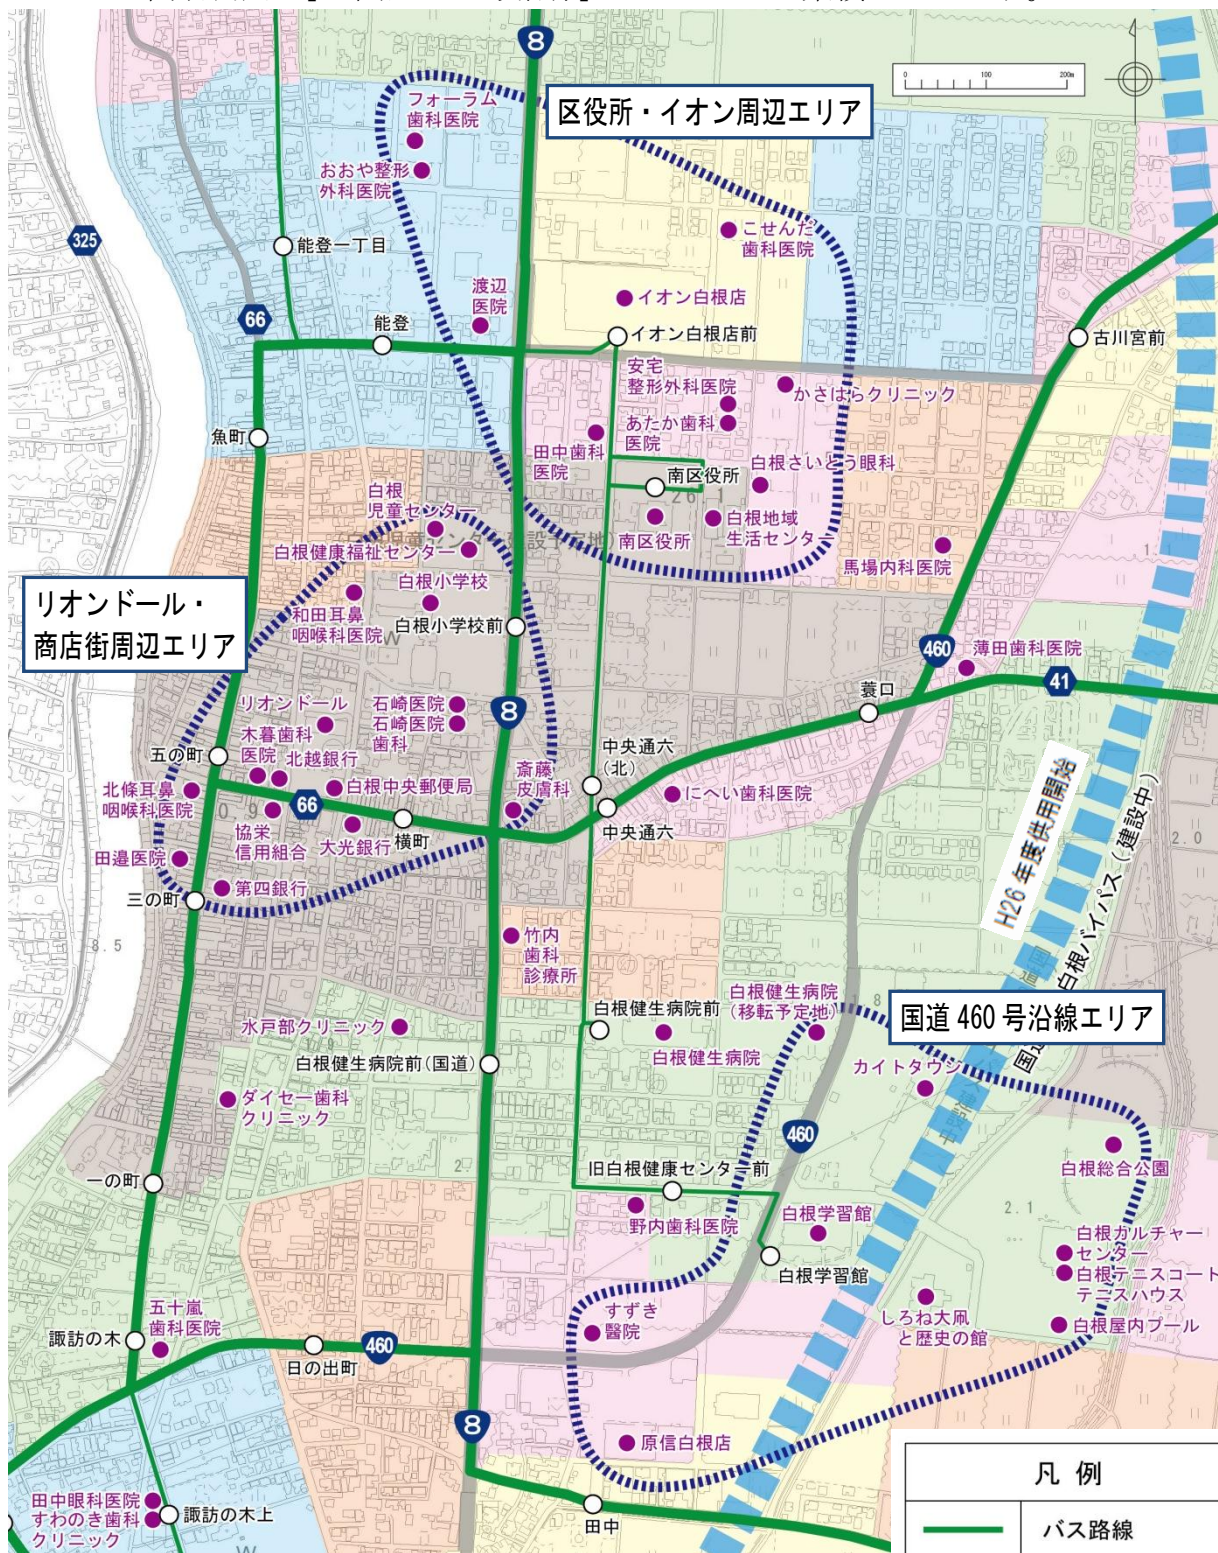 8
0
100
200m
区役所・イオン周辺エリア
フォーラム
歯科医院
おおや整形
外科医院
こせんだ
歯科医院
325
能登一丁目
渡辺
医院
イオン白根店
66
能登
イオン白根店前
古川宮前
安宅
整形外科医院
かさはらクリニック
あたか歯科
医院
魚町
田中歯科
医院
白根さいとう眼科
南区役所
白根
児童センター
南区役所
白根地域
生活センター
白根健康福祉センター
馬場内科医院
白根小学校
リオンドール・
商店街周辺エリア
和田耳鼻
咽喉科医院
白根小学校前
460
薄田歯科医院
41
リオンドール
石崎医院
石崎医院
歯科
8
蓑口
木暮歯科
医院
五の町
北越銀行
中央通六
(北)
斎藤
皮膚科
北條耳鼻
咽喉科医院
66
白根中央郵便局
にへい歯科医院
協栄
信用組合
大光銀行
横町
中央通六
2.0
H26年度供用開始
田邉医院
第四銀行
三の町
8.5
竹内
歯科
診療所
国道
白根バイパス(建設中)
白根健生病院
(移転予定地)
国道460号沿線エリア
水戸部クリニック
白根健生病院前
白根健生病院
白根健生病院前(国道)
カイトタウン
ダイセー歯科
クリニック
460
白根総合公園
一の町
旧白根健康センター前
2.1
野内歯科医院
白根学習館
白根カルチャー
センター
白根学習館
白根テニスコート
テニスハウス
五十嵐
歯科医院
すずき
醫院
しろね大凧
と歴史の館
白根屋内プール
諏訪の木
460
日の出町
8
原信白根店
凡例
田中眼科医院
すわのき歯科
クリニック
諏訪の木上
田中
バス路線